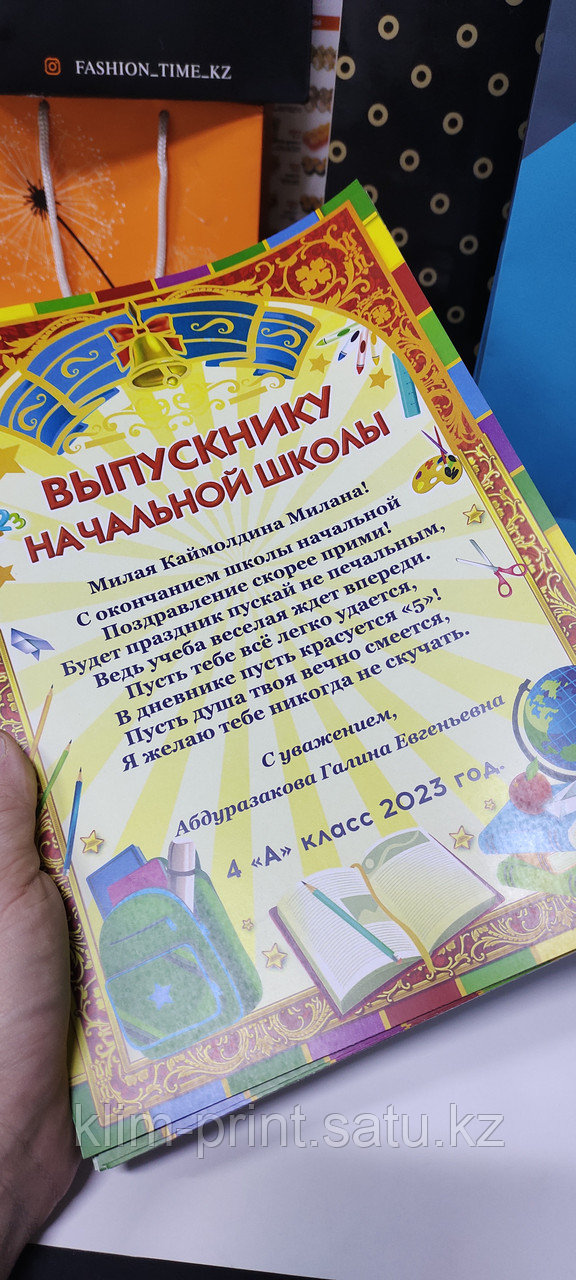 FASHION_TIME_KZ
ВЫПУСКНИКУ
НАЧАЛЬНОЙ ШКОЛЫ
Милая Каймолдина Милана!
С окончанием школы начальной
Поздравление скорее прими!
Будет праздник пускай не печальным,
Ведь учеба веселая ждет впереди.
Пусть тебе всё легко удается,
В дневнике пусть красуется «5»!
Пусть душа твоя вечно смеется,
Я желаю тебе никогда не скучать.
С уважением,
Абдуразакова Галина Евгеньевна
4 «А» класс 2023 год.
klim-print.satu.kz